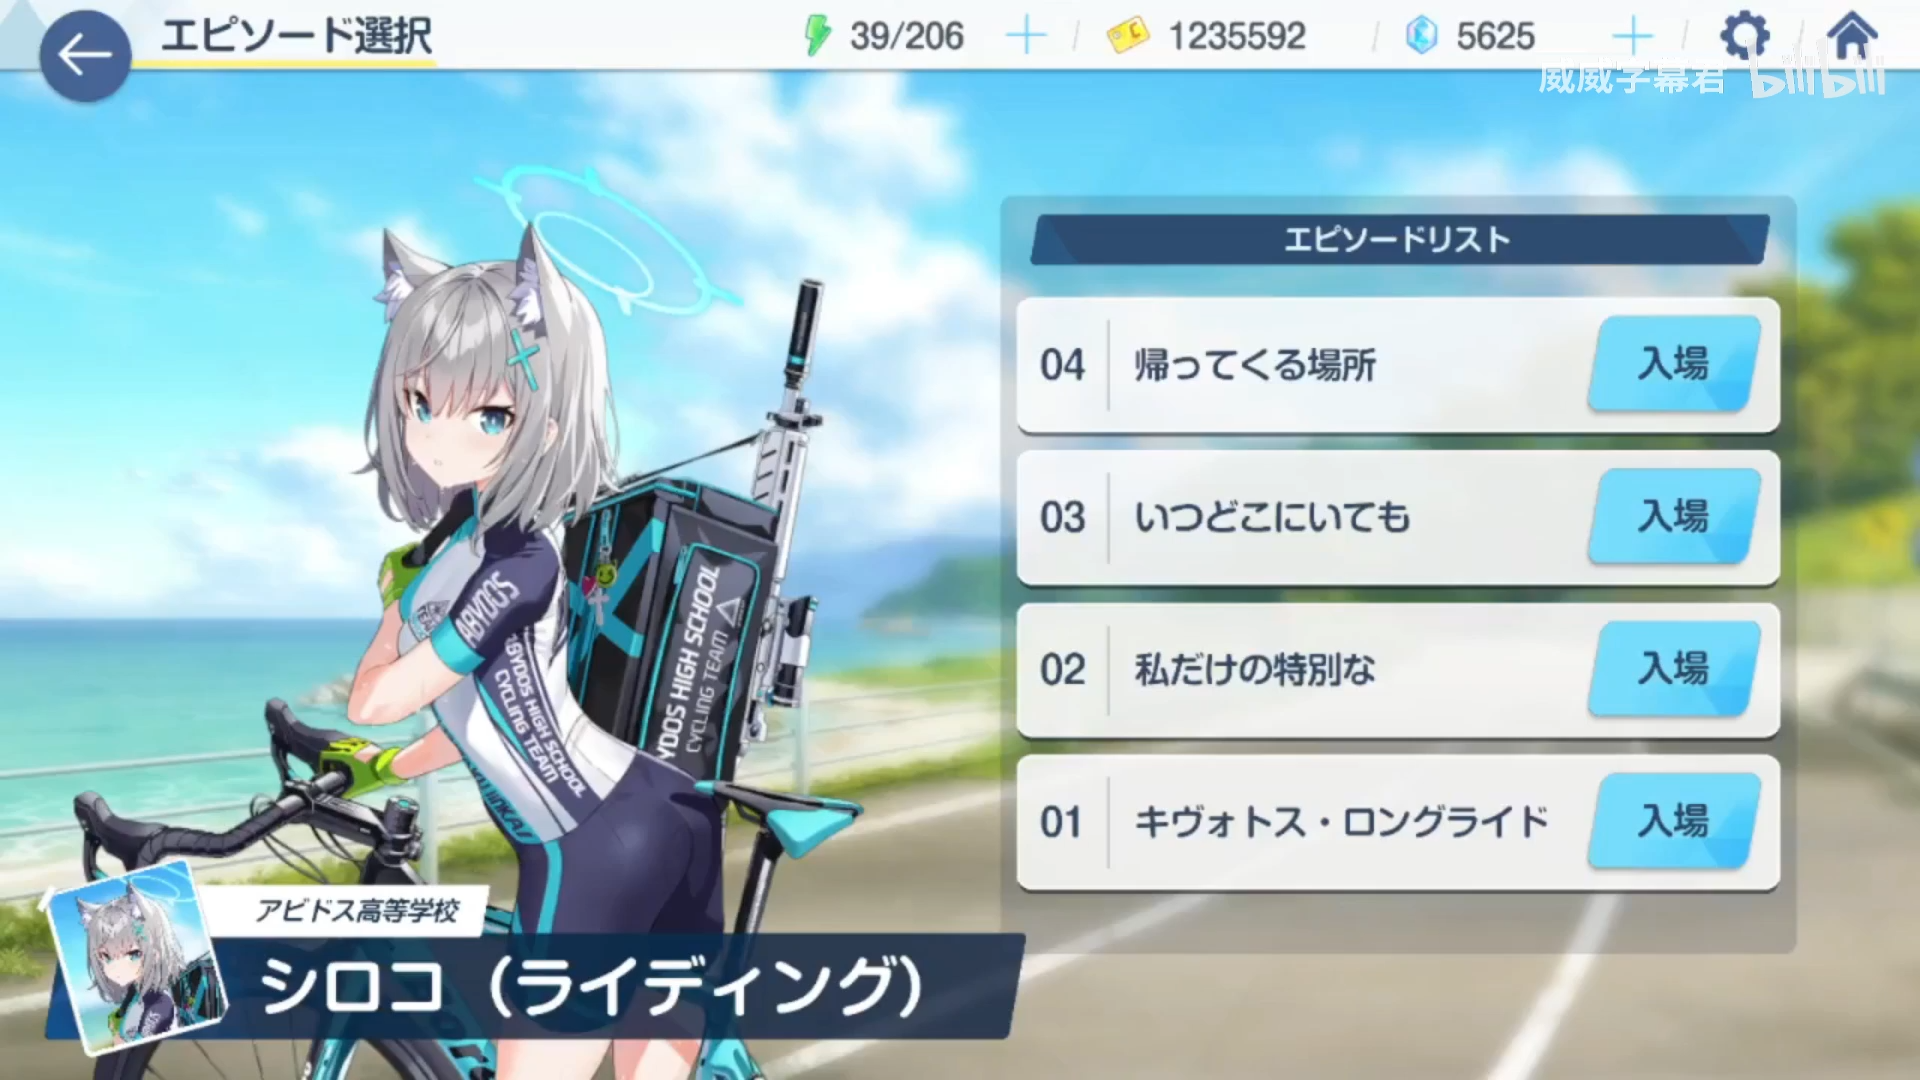 エピソード選択
39/206
1235592
5625
威威字幕君 bilibili
エピソードリスト
04 帰ってくる場所 入場
03 いつどこにいても 入場
02 私だけの特別な 入場
01 キヴォトス・ロングライド 入場
ABYDOS
ABYDOS HIGH SCHOOL
CYCLING TEAM
YDOS HIGH SCHOOL
CYCLING TEAM
アビドス高等学校
シロコ（ライディング）